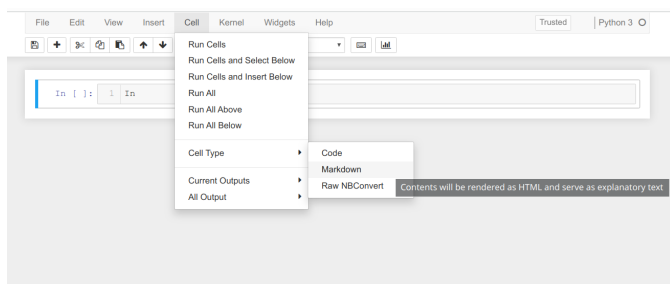 File Edit View Insert Cell Kernel Widgets Help Trusted Python 3
Run Cells
Run Cells and Select Below
Run Cells and Insert Below
In [ ]: 1 In
Run All
Run All Above
Run All Below
Cell Type Code
Markdown
Current Outputs Raw NBConvert Contents will be rendered as HTML and serve as explanatory text
All Output